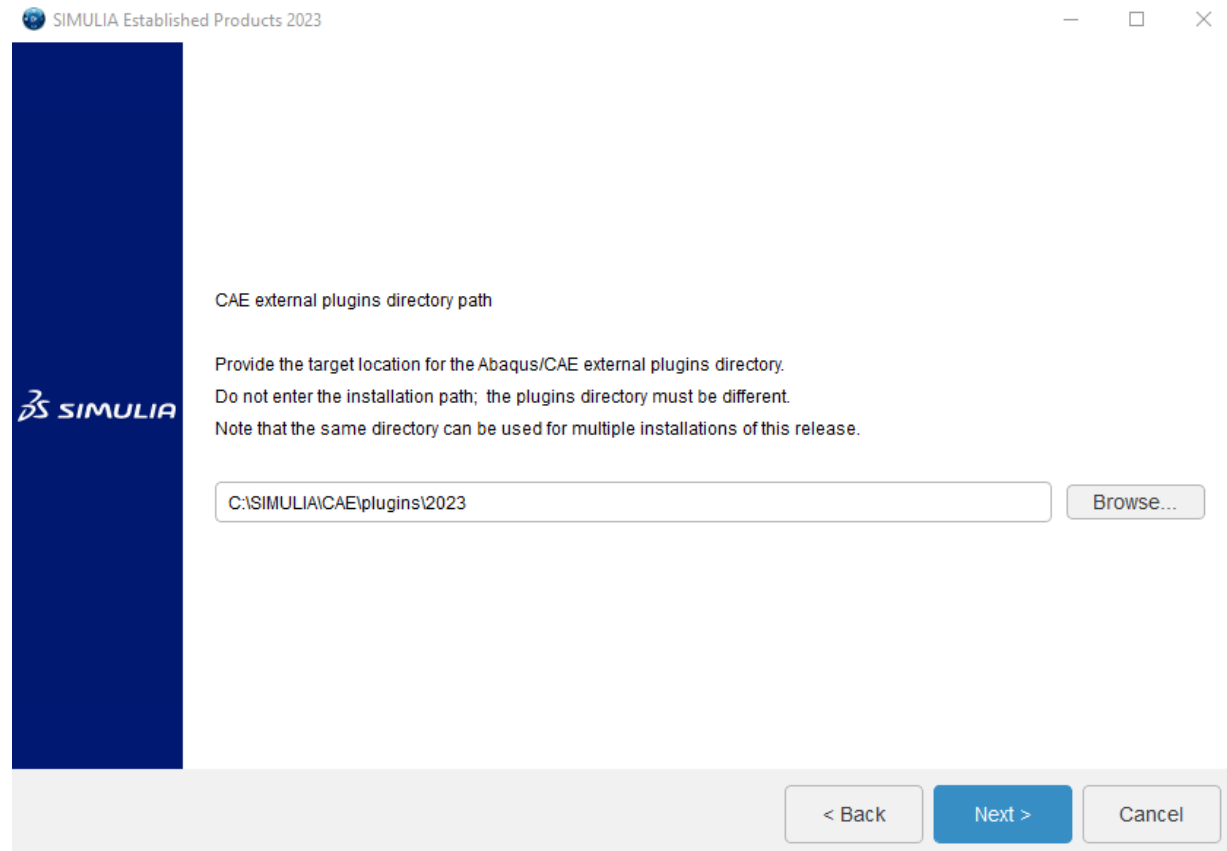 SIMULIA Established Products 2023
CAE external plugins directory path
Provide the target location for the Abaqus/CAE external plugins directory.
Do not enter the installation path; the plugins directory must be different.
Note that the same directory can be used for multiple installations of this release.
SIMULIA
C:\SIMULIA\CAE\plugins\2023
Browse...
< Back
Next >
Cancel